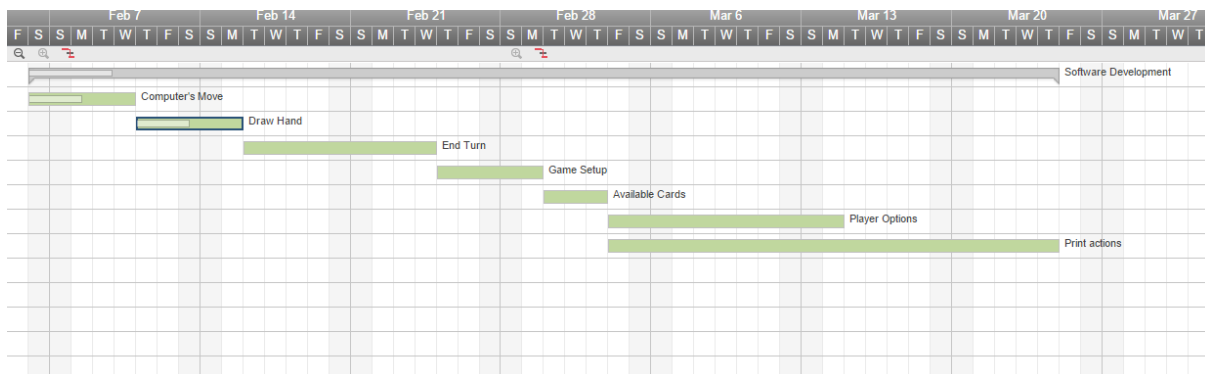 Feb 7 Feb 14 Feb 21 Feb 28 Mar 6 Mar 13 Mar 20 Mar 27
F S S M T W T F S S M T W T F S S M T W T F S S M T W T F S S M T W T F S S M T W T F S S M T W T F S S M T W T
Software Development
Computer's Move
Draw Hand
End Turn
Game Setup
Available Cards
Player Options
Print actions